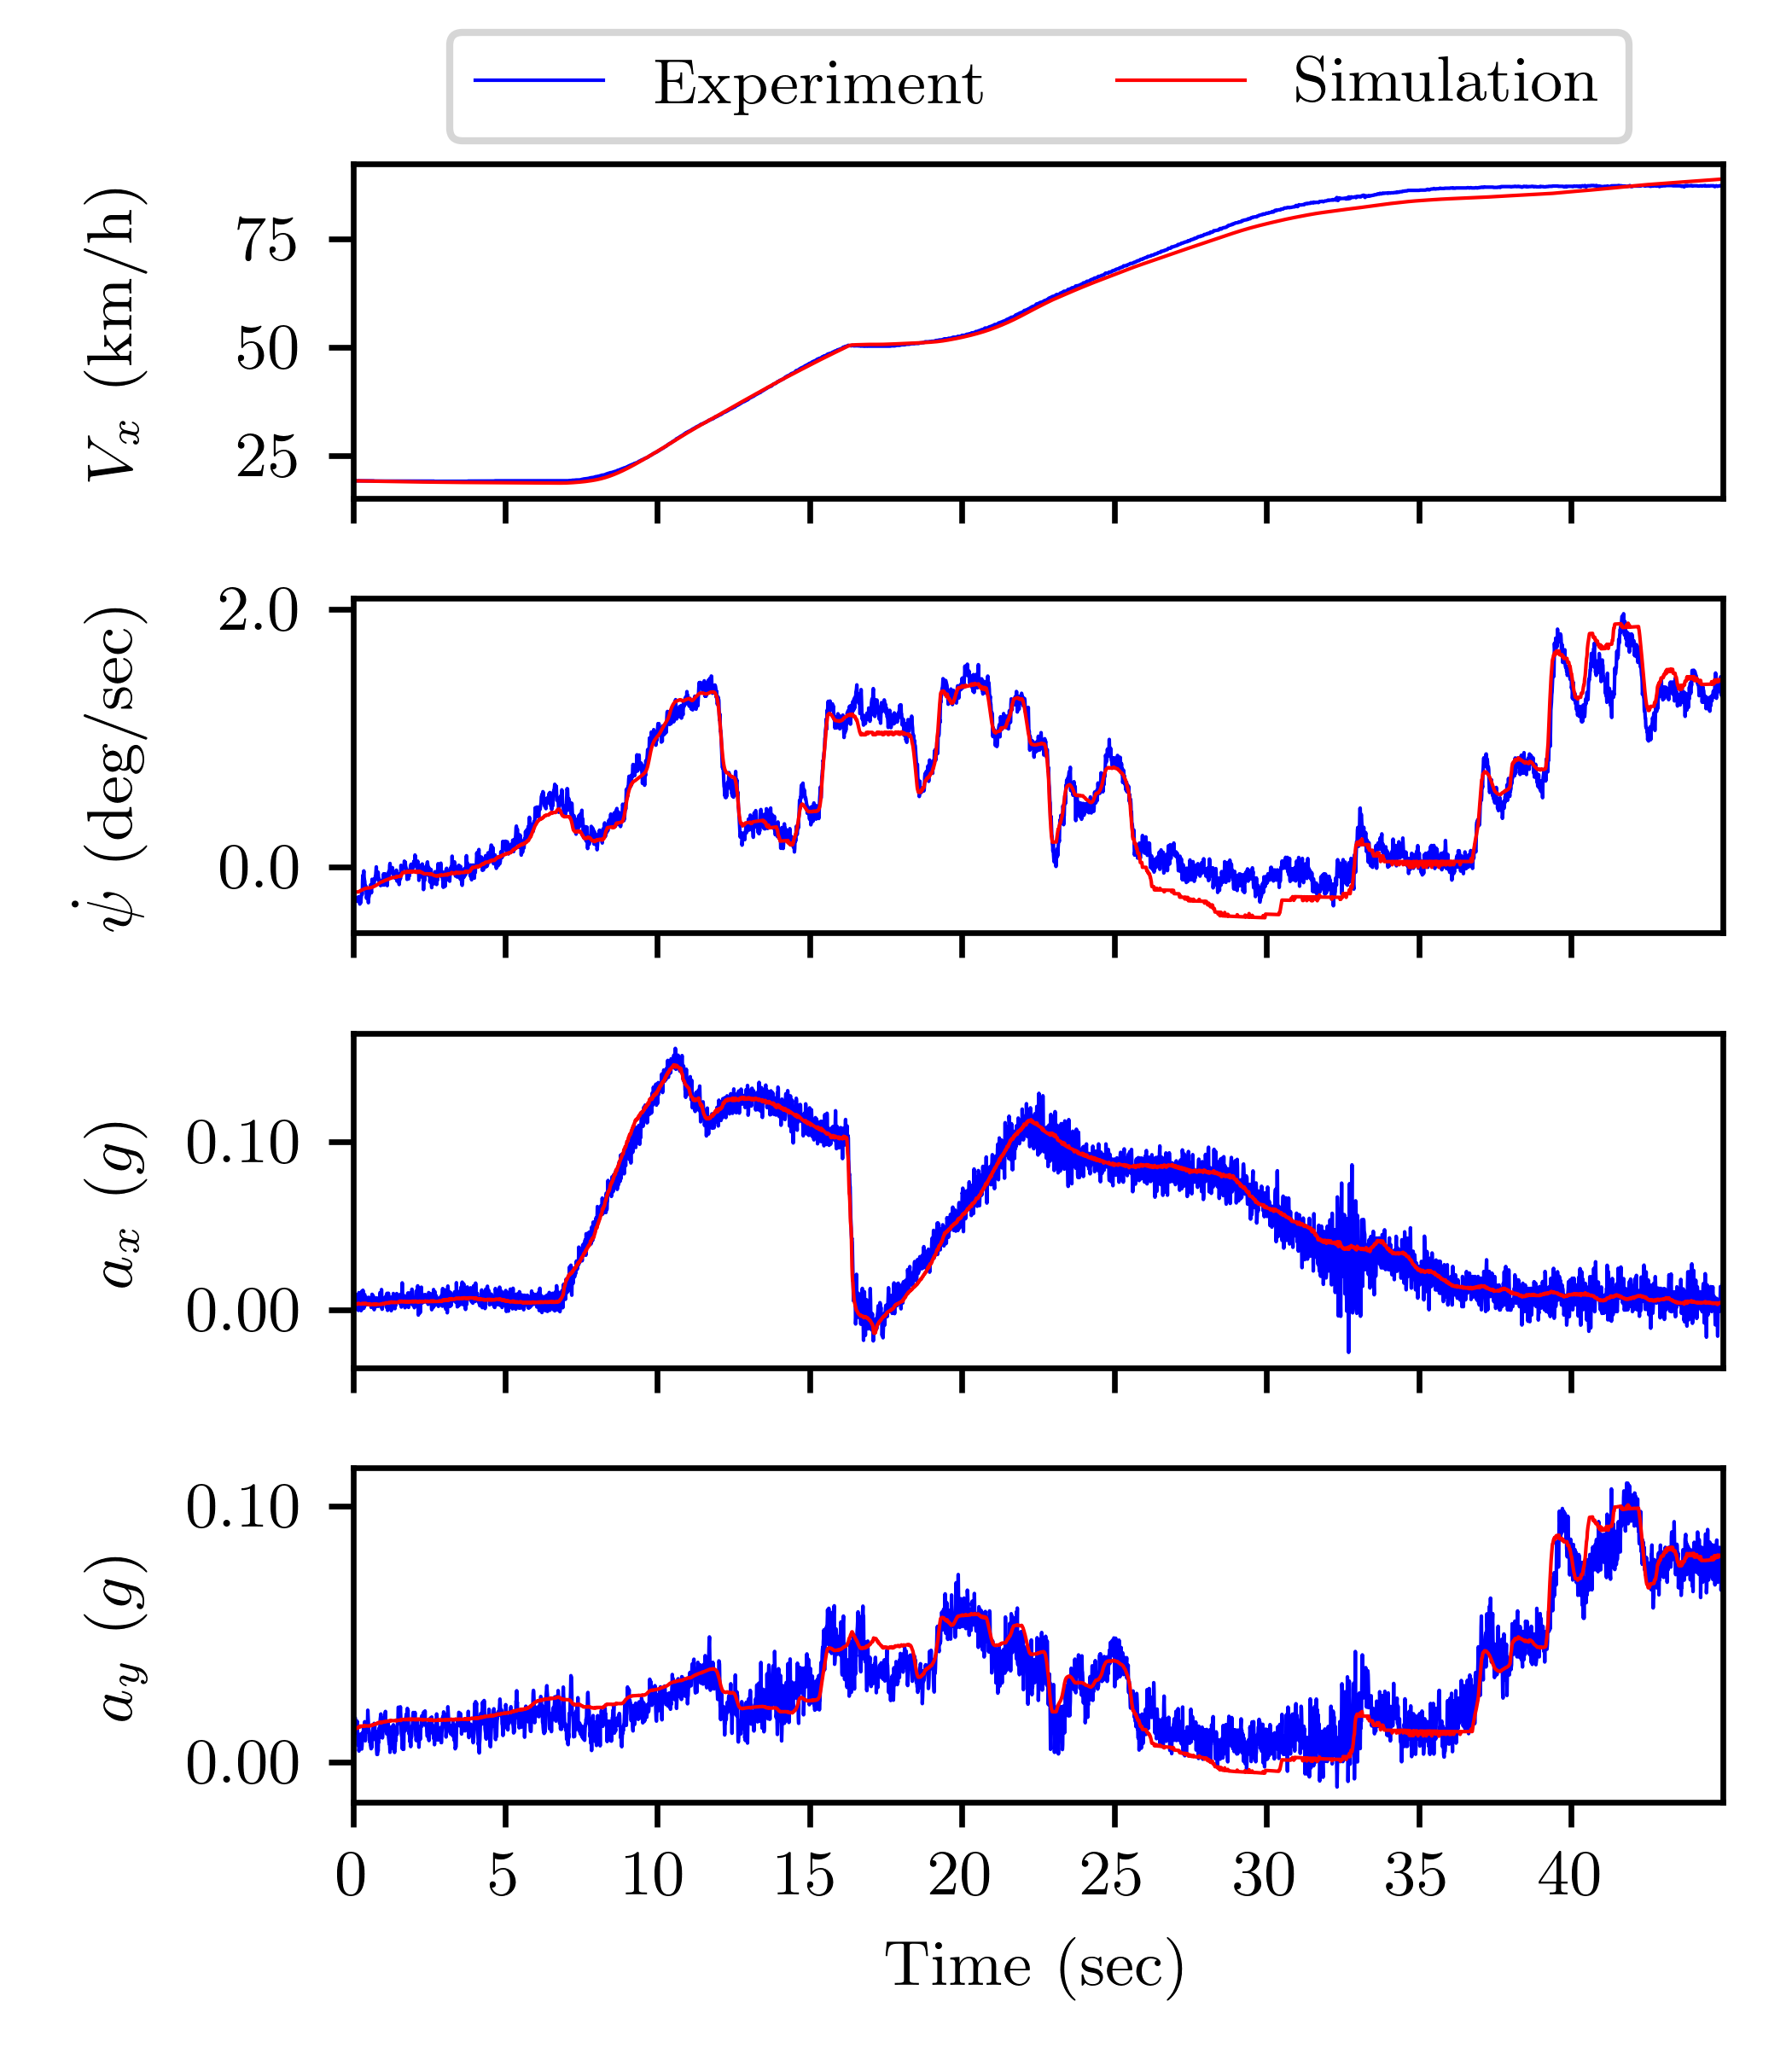 Experiment Simulation
V_x (km/h)
75
50
25
ψ̇ (deg/sec)
2.0
0.0
a_x (g)
0.10
0.00
a_y (g)
0.10
0.00
0 5 10 15 20 25 30 35 40
Time (sec)